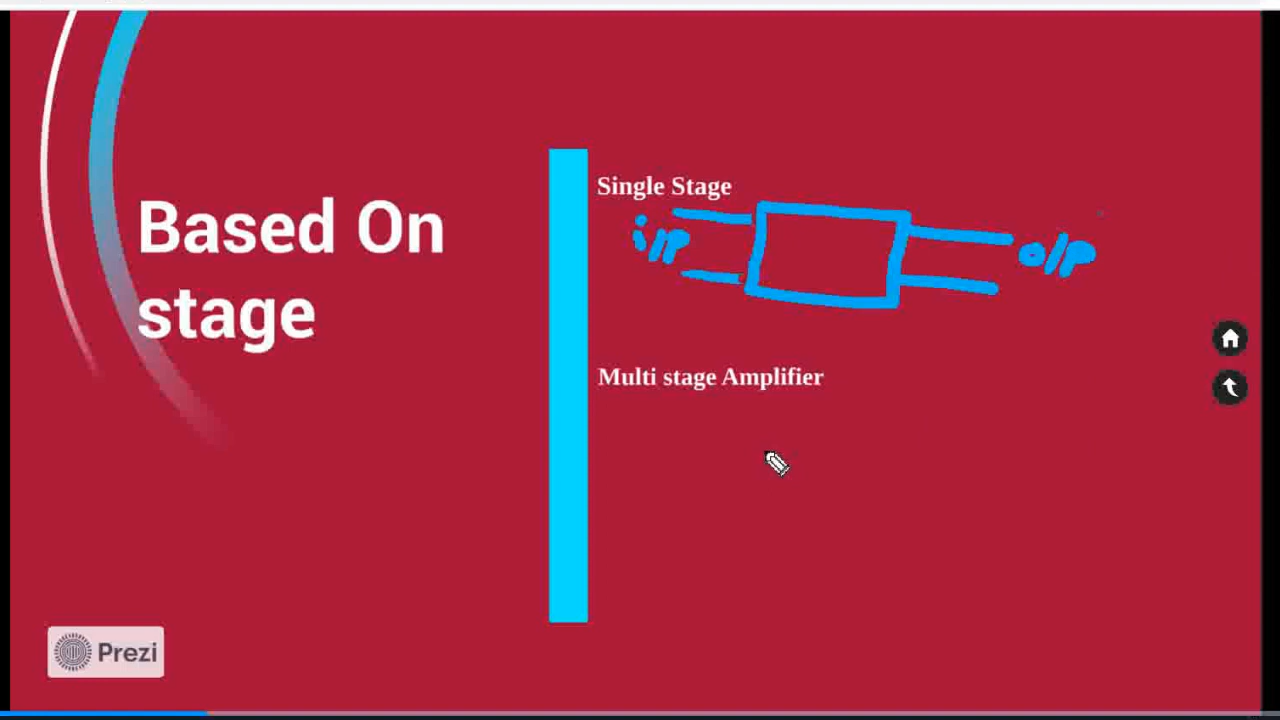 Based On
stage
Single Stage
i/P
o/P
Multi stage Amplifier
Prezi